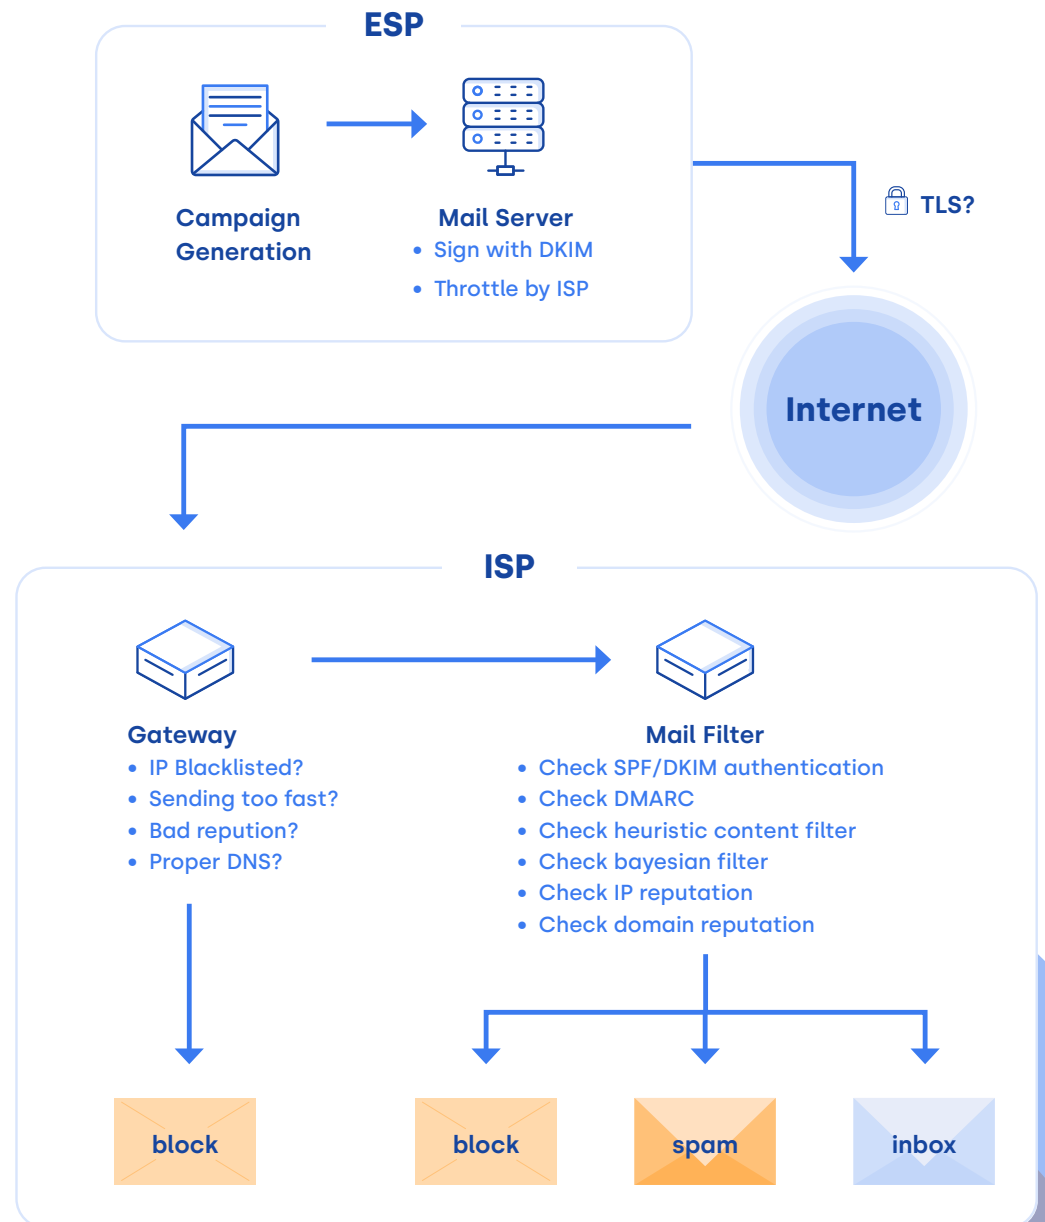 ESP
Campaign
Generation
Mail Server
• Sign with DKIM
• Throttle by ISP
TLS?
Internet
ISP
Gateway
• IP Blacklisted?
• Sending too fast?
• Bad repution?
• Proper DNS?
Mail Filter
• Check SPF/DKIM authentication
• Check DMARC
• Check heuristic content filter
• Check bayesian filter
• Check IP reputation
• Check domain reputation
block
block
spam
inbox